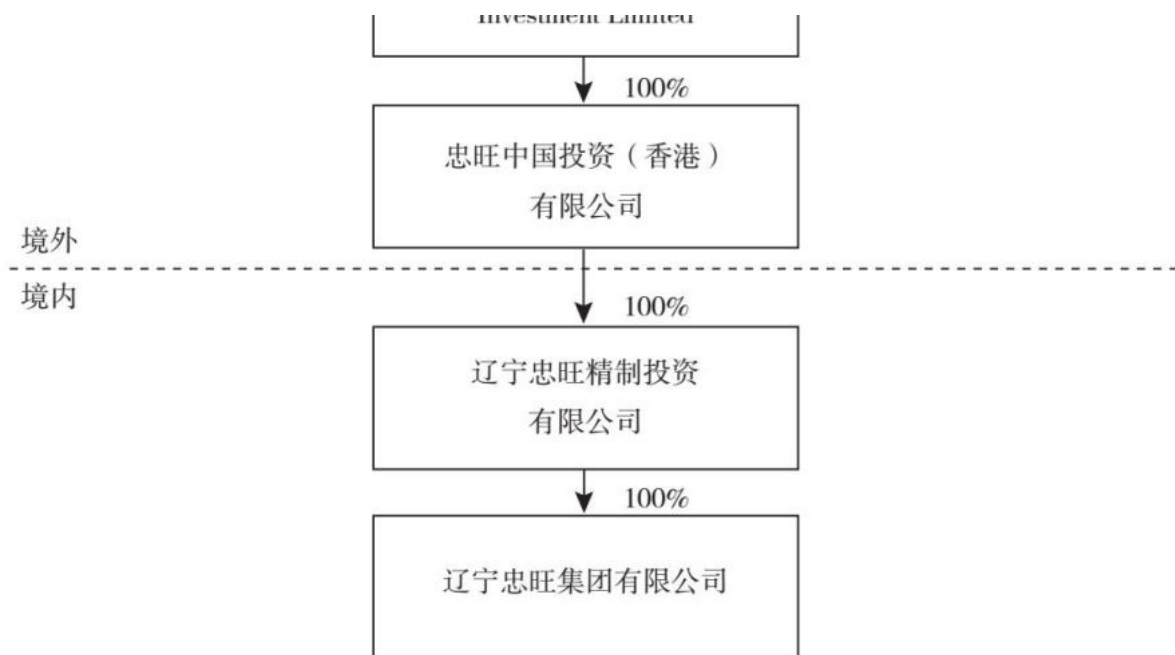 Investment Limited
100%
忠旺中国投资（香港）
有限公司
境外
境内
100%
辽宁忠旺精制投资
有限公司
100%
辽宁忠旺集团有限公司